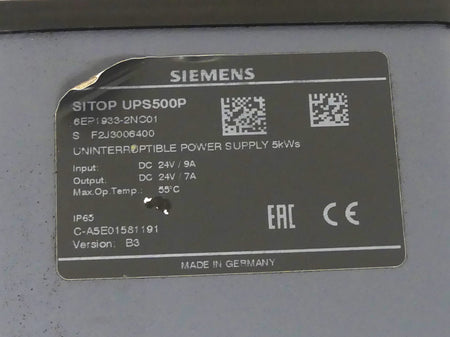 SIEMENS
SITOP UPS500P
6EP1933-2NC01
S F2J3006400
UNINTERRUPTIBLE POWER SUPPLY 5kWs
Input: DC 24V / 9A
Output: DC 24V / 7A
Max.Op.Temp.: 55°C
IP65
C-A5E01581191
Version: B3
EAC CE
MADE IN GERMANY